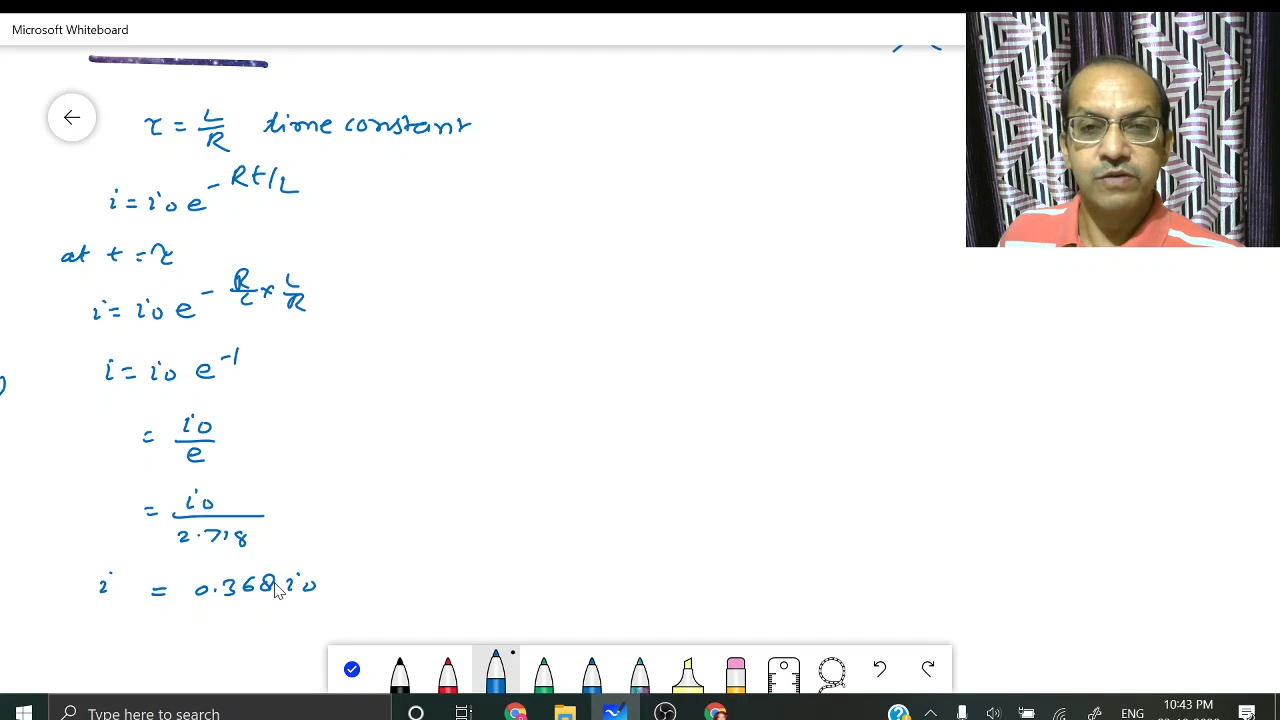 Microsoft Whiteboard
τ = L/R time constant
i = i0 e^-Rt/L
at t = τ
i = i0 e^-R/L × L/R
i = i0 e^-1
= i0/e
= i0/2.718
i = 0.368 i0
Type here to search
ENG
10:43 PM